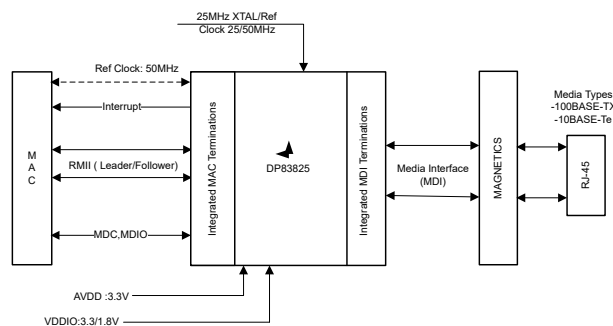 25MHz XTAL/Ref
Clock 25/50MHz
Ref Clock: 50MHz
Interrupt
RMII ( Leader/Follower)
MDC,MDIO
MAC
Integrated MAC Terminations
DP83825
Integrated MDI Terminations
Media Interface
(MDI)
MAGNETICS
Media Types
-100BASE-TX
-10BASE-Te
RJ-45
AVDD :3.3V
VDDIO:3.3/1.8V